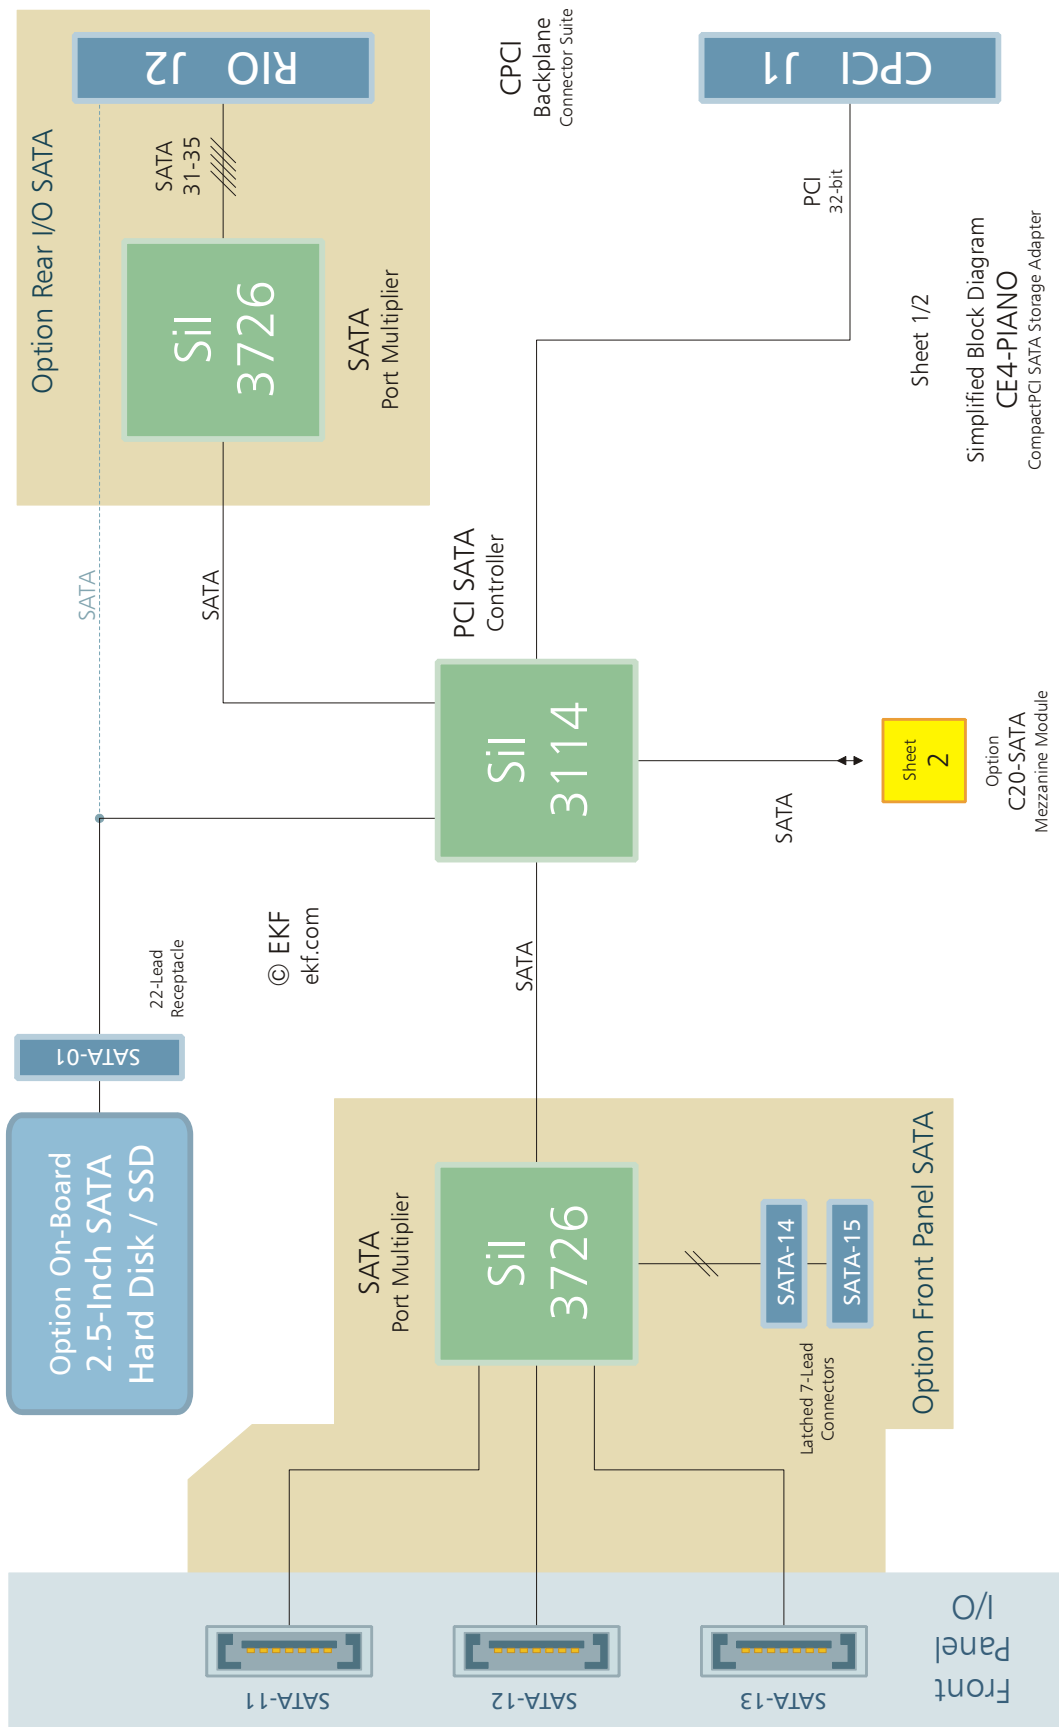 Option On-Board
2.5-Inch SATA
Hard Disk / SSD
SATA-01
22-Lead
Receptacle
© EKF
ekf.com
SATA
SATA
Option Rear I/O SATA
SiI
3726
SATA
Port Multiplier
SATA
31-35
RIO J2
CPCI
Backplane
Connector Suite
CPCI J1
PCI
32-bit
PCI SATA
Controller
SiI
3114
SATA
SATA
Sheet
2
Option
C20-SATA
Mezzanine Module
SATA
Port Multiplier
SiI
3726
SATA-14
SATA-15
Latched 7-Lead
Connectors
Option Front Panel SATA
SATA-11
SATA-12
SATA-13
Front
Panel
I/O
Sheet 1/2
Simplified Block Diagram
CE4-PIANO
CompactPCI SATA Storage Adapter